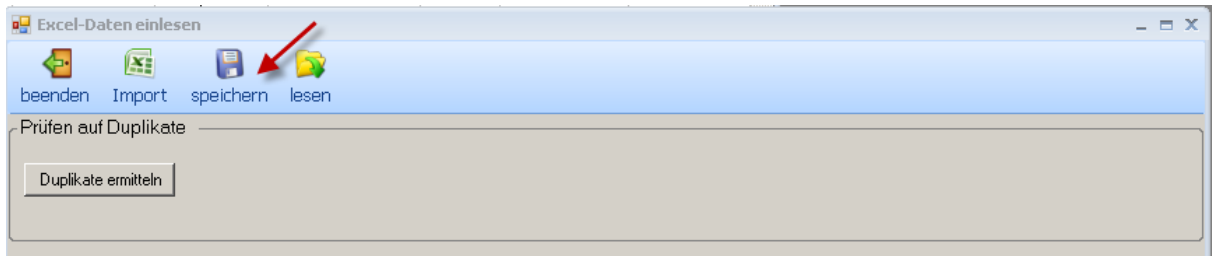 Excel-Daten einlesen
beenden Import speichern lesen
Prüfen auf Duplikate
Duplikate ermitteln